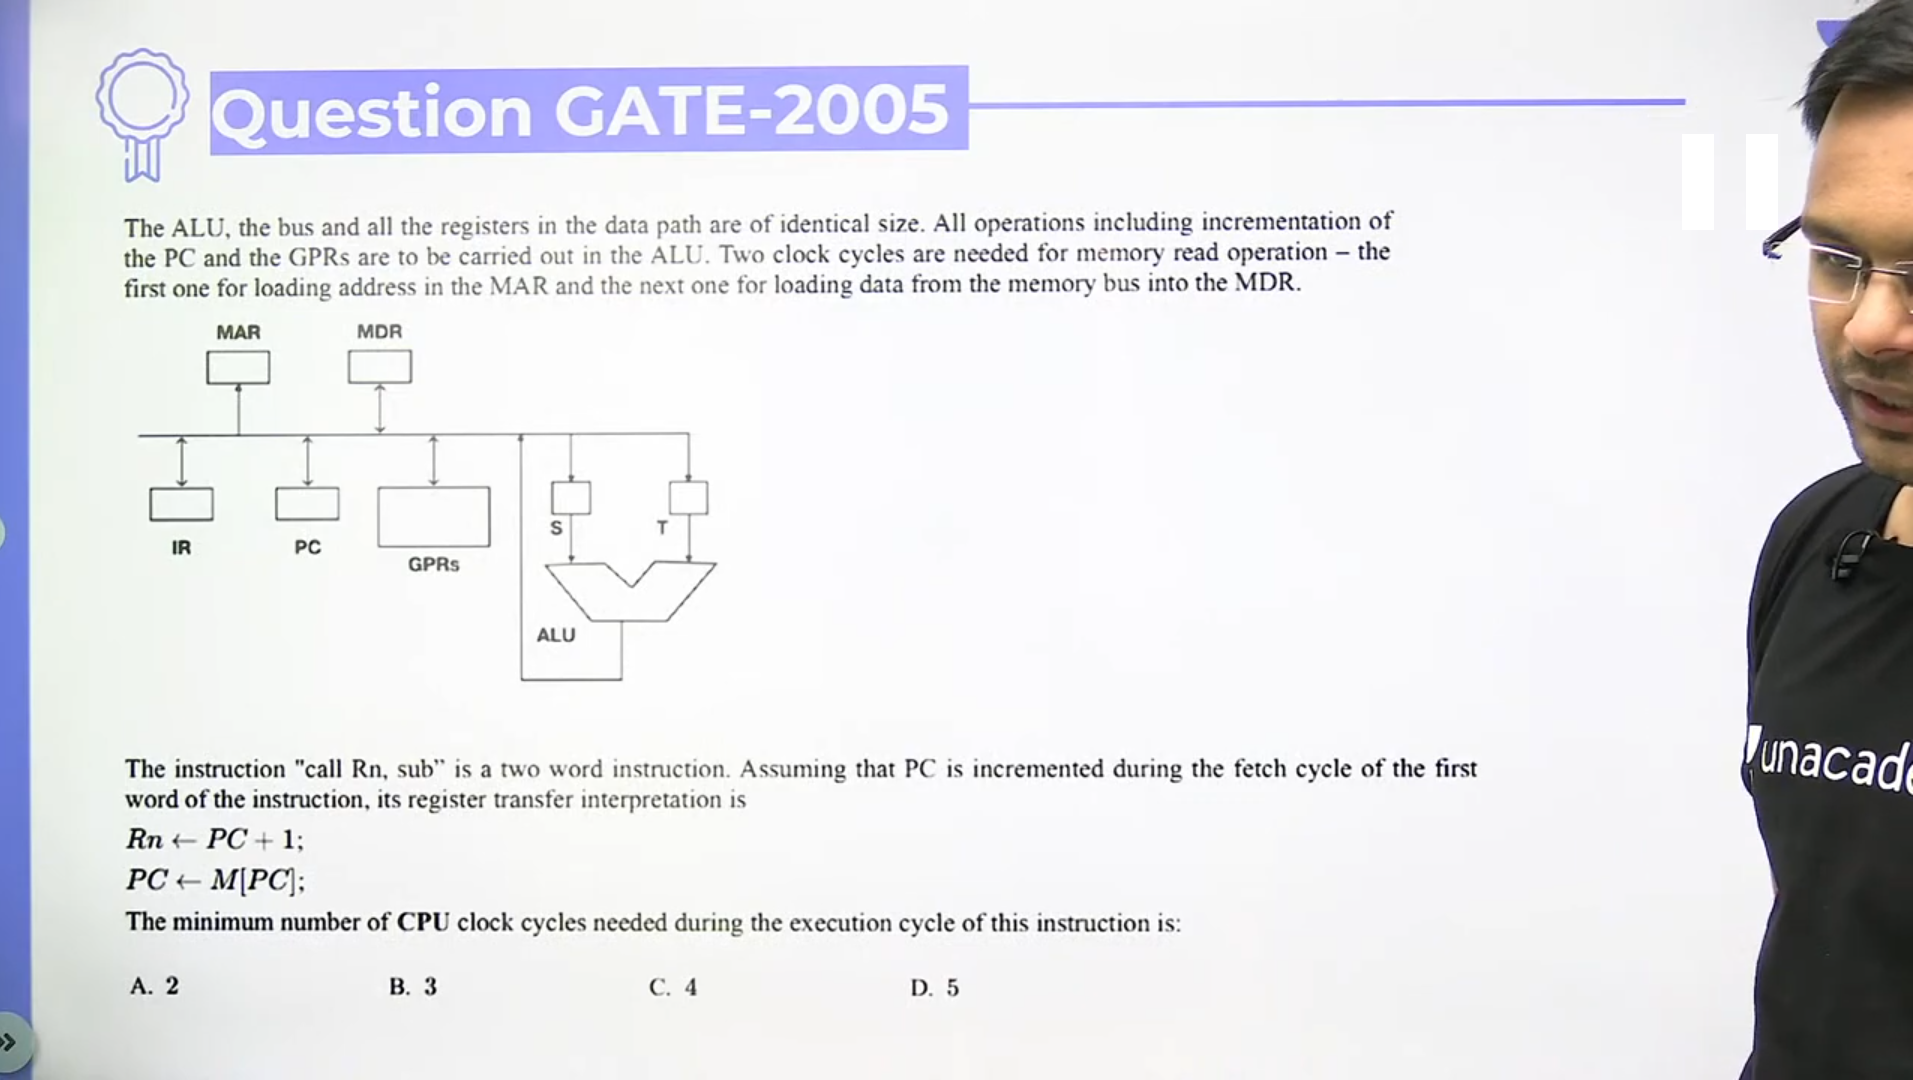 Question GATE-2005
The ALU, the bus and all the registers in the data path are of identical size. All operations including incrementation of
the PC and the GPRs are to be carried out in the ALU. Two clock cycles are needed for memory read operation – the
first one for loading address in the MAR and the next one for loading data from the memory bus into the MDR.
MAR MDR
IR PC GPRs S T
ALU
The instruction "call Rn, sub” is a two word instruction. Assuming that PC is incremented during the fetch cycle of the first
word of the instruction, its register transfer interpretation is
Rn ← PC + 1;
PC ← M[PC];
The minimum number of CPU clock cycles needed during the execution cycle of this instruction is:
A. 2 B. 3 C. 4 D. 5
»